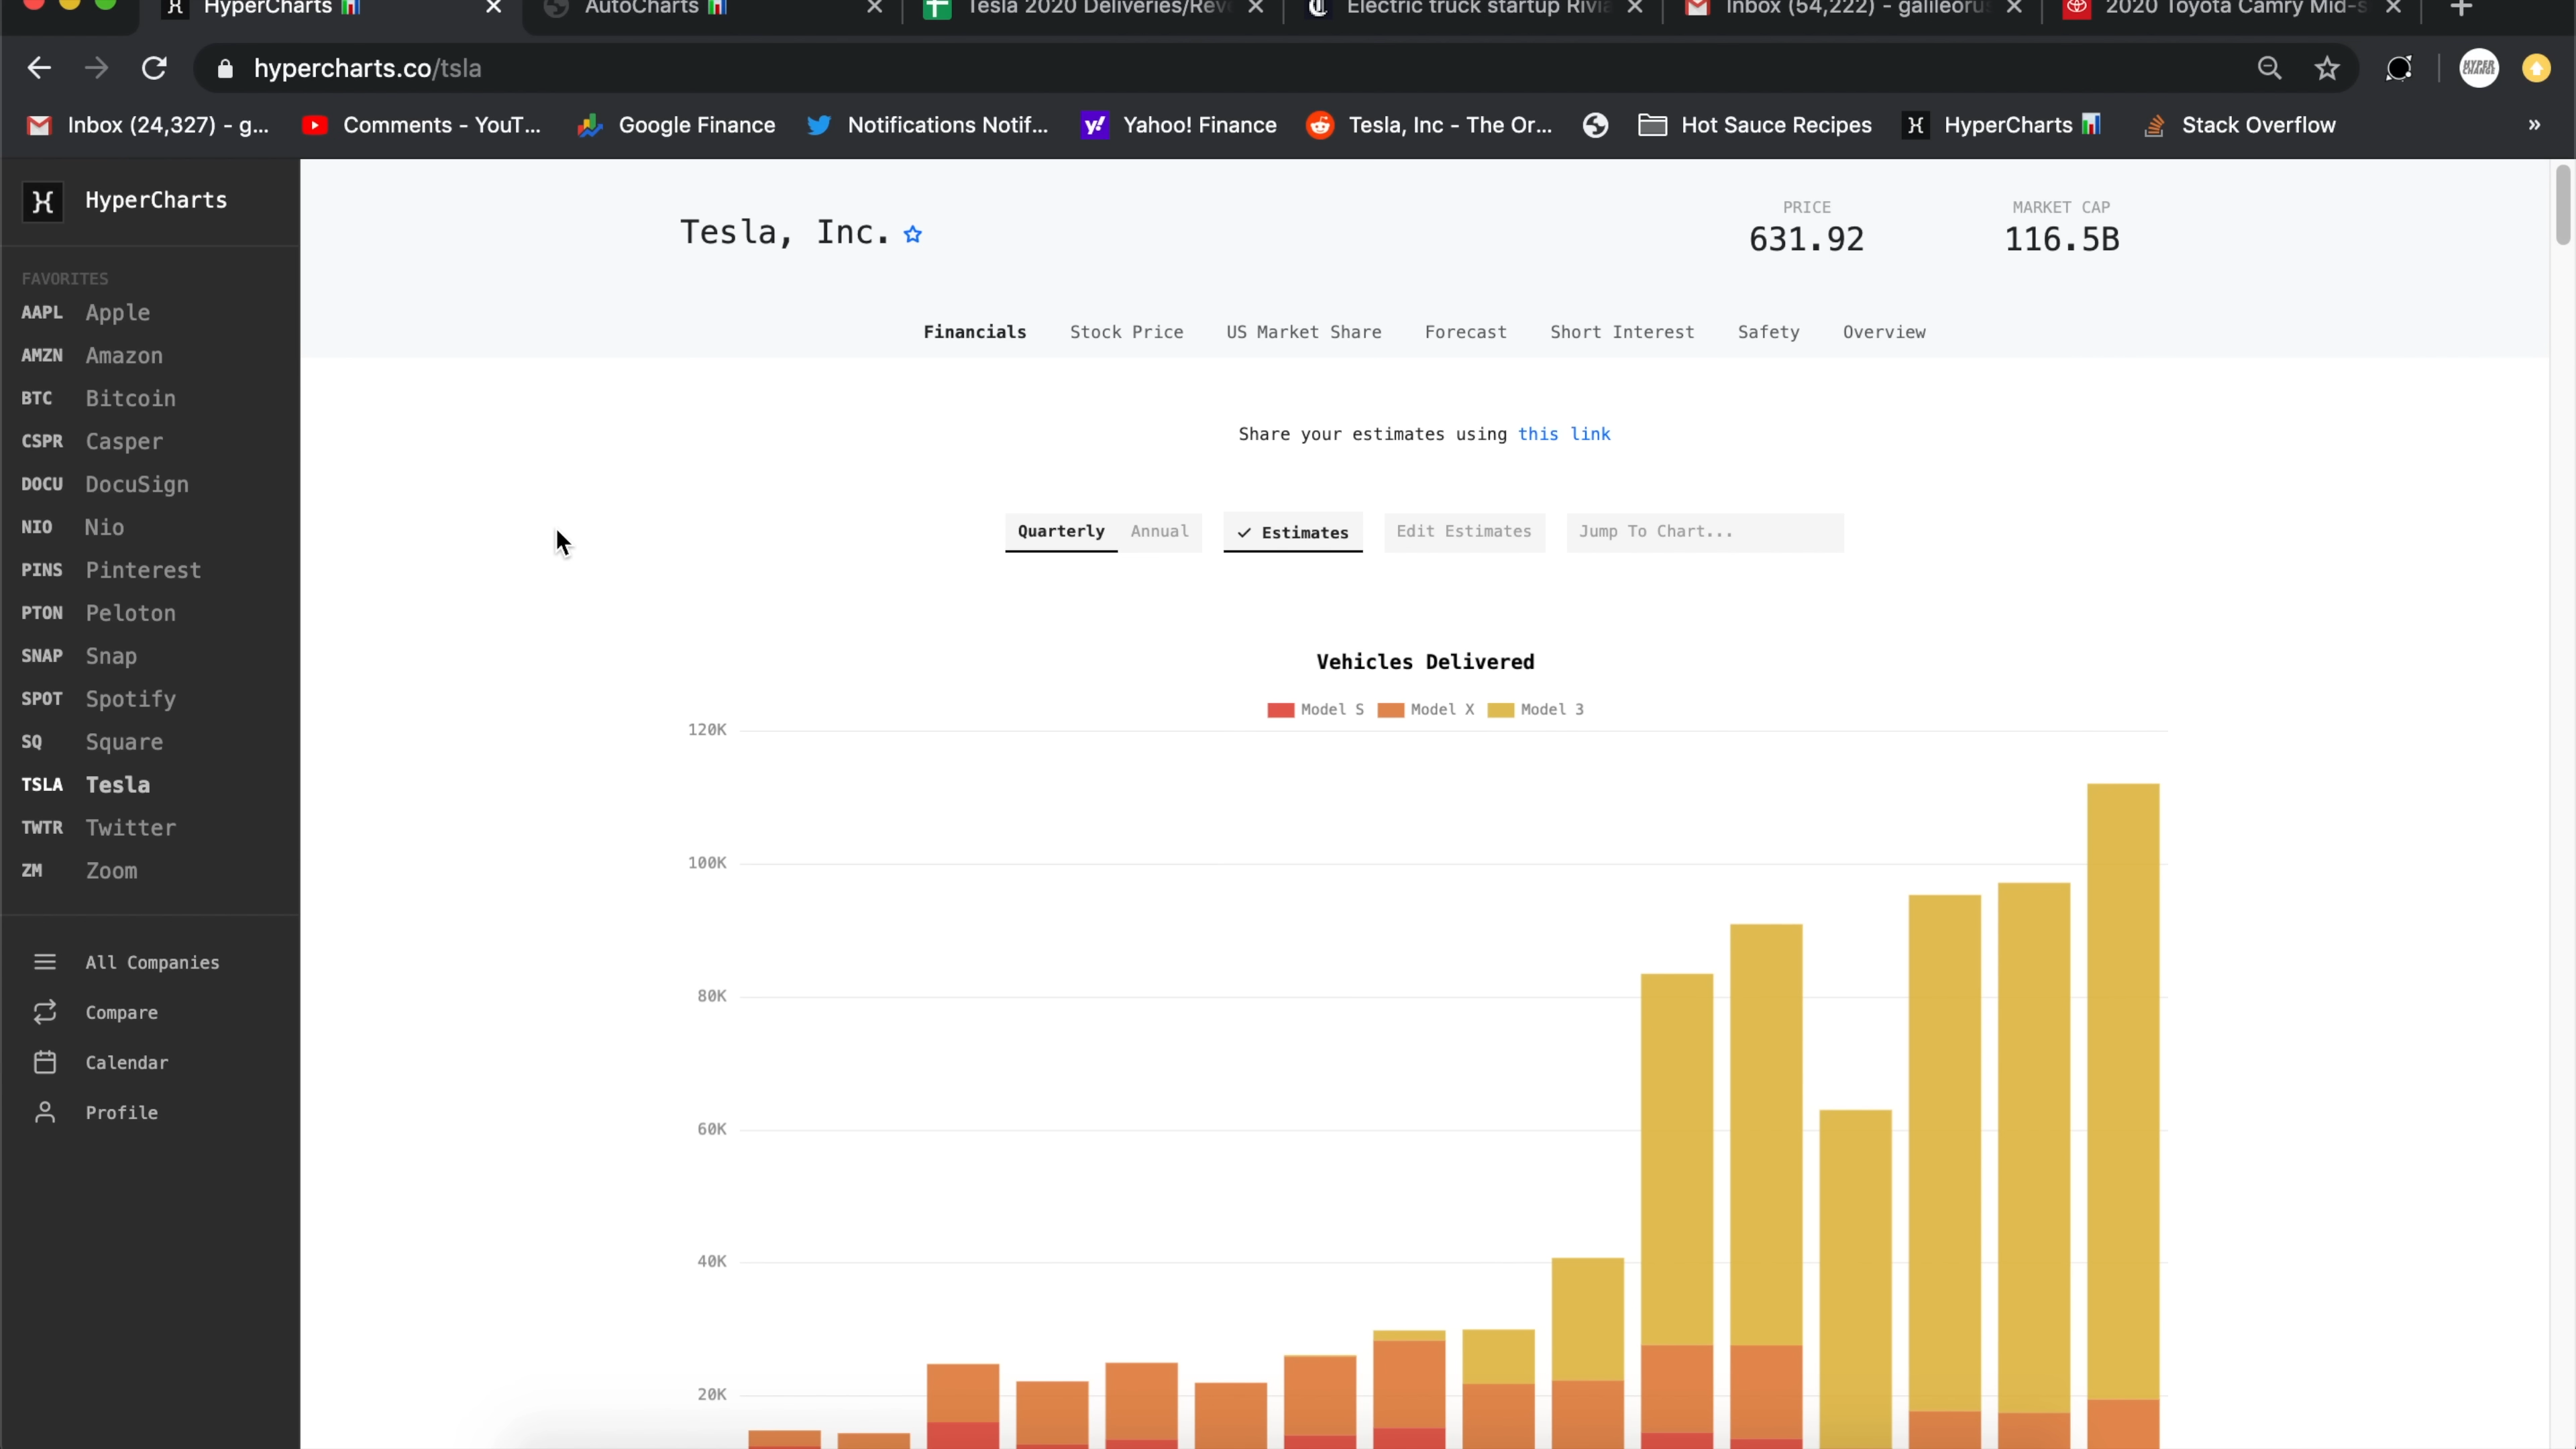 HyperCharts
AutoCharts
Tesla 2020 Deliveries/Reve
Electric truck startup Rivia
Inbox (54,222) - galileorus
2020 Toyota Camry Mid-s
hypercharts.co/tsla
HYPER CHANGE
Inbox (24,327) - g...
Comments - YouT...
Google Finance
Notifications Notif...
Yahoo! Finance
Tesla, Inc - The Or...
Hot Sauce Recipes
HyperCharts
Stack Overflow
»
HyperCharts
FAVORITES
AAPL Apple
AMZN Amazon
BTC Bitcoin
CSPR Casper
DOCU DocuSign
NIO Nio
PINS Pinterest
PTON Peloton
SNAP Snap
SPOT Spotify
SQ Square
TSLA Tesla
TWTR Twitter
ZM Zoom
All Companies
Compare
Calendar
Profile
Tesla, Inc.
PRICE
631.92
MARKET CAP
116.5B
Financials Stock Price US Market Share Forecast Short Interest Safety Overview
Share your estimates using this link
Quarterly Annual ✓ Estimates Edit Estimates Jump To Chart...
Vehicles Delivered
Model S Model X Model 3
120K
100K
80K
60K
40K
20K